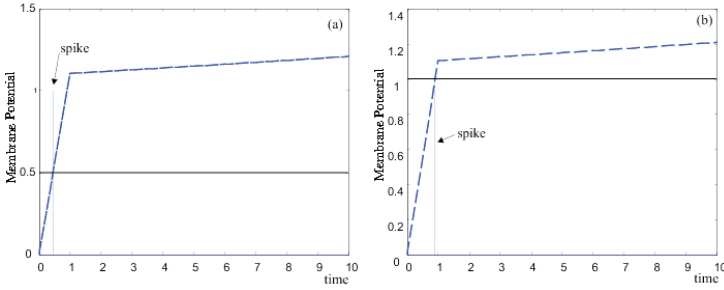 1.5
(a)
spike
1
Membrane Potential
0.5
0
0 1 2 3 4 5 6 7 8 9 10
time
1.4
(b)
1.2
1
Membrane Potential
0.8
spike
0.6
0.4
0.2
0
0 1 2 3 4 5 6 7 8 9 10
time